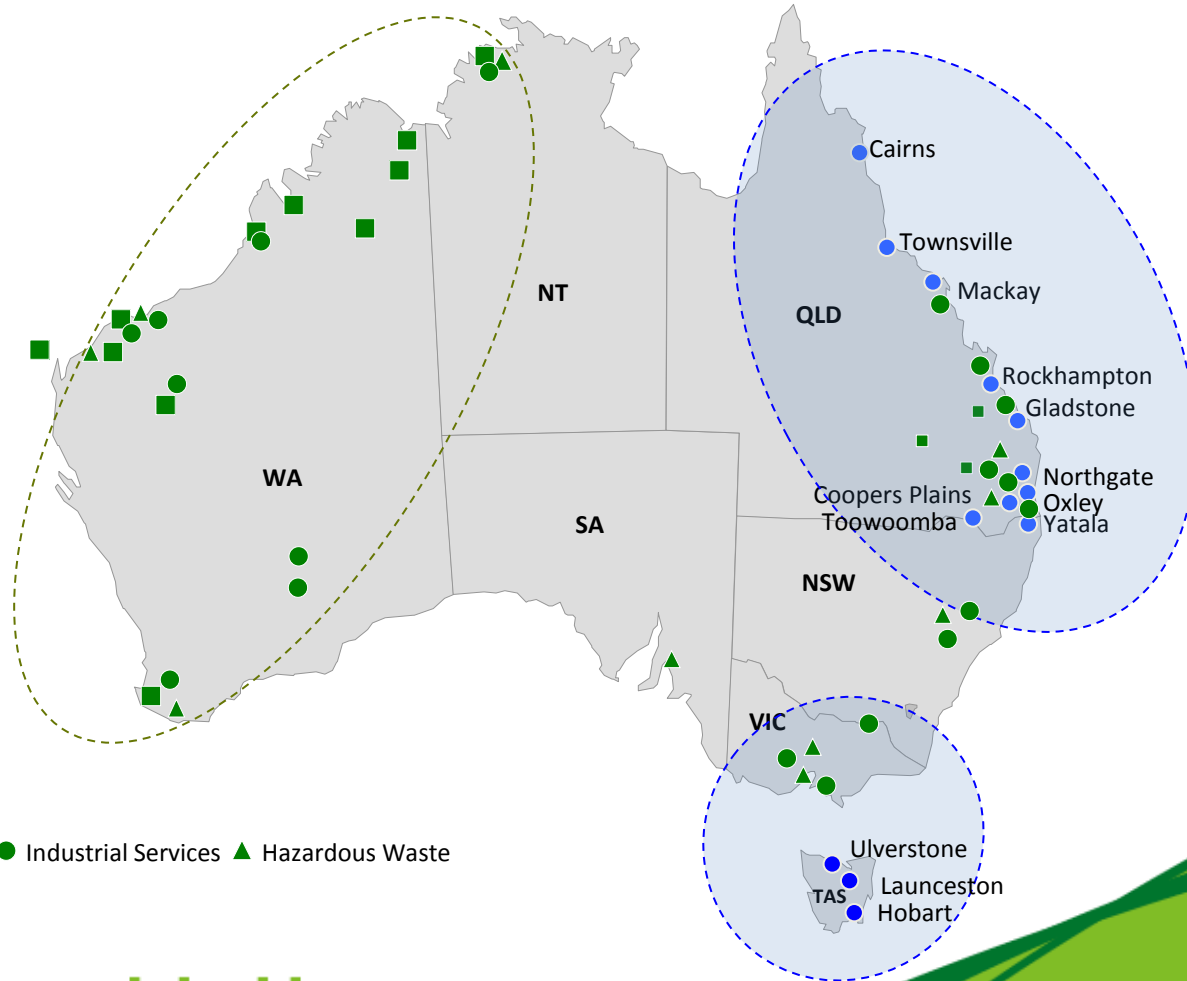 Cairns
Townsville
NT
Mackay
QLD
Rockhampton
Gladstone
WA
Northgate
Coopers Plains
Oxley
Toowoomba
Yatala
SA
NSW
VIC
Industrial Services
Hazardous Waste
Ulverstone
Launceston
TAS
Hobart